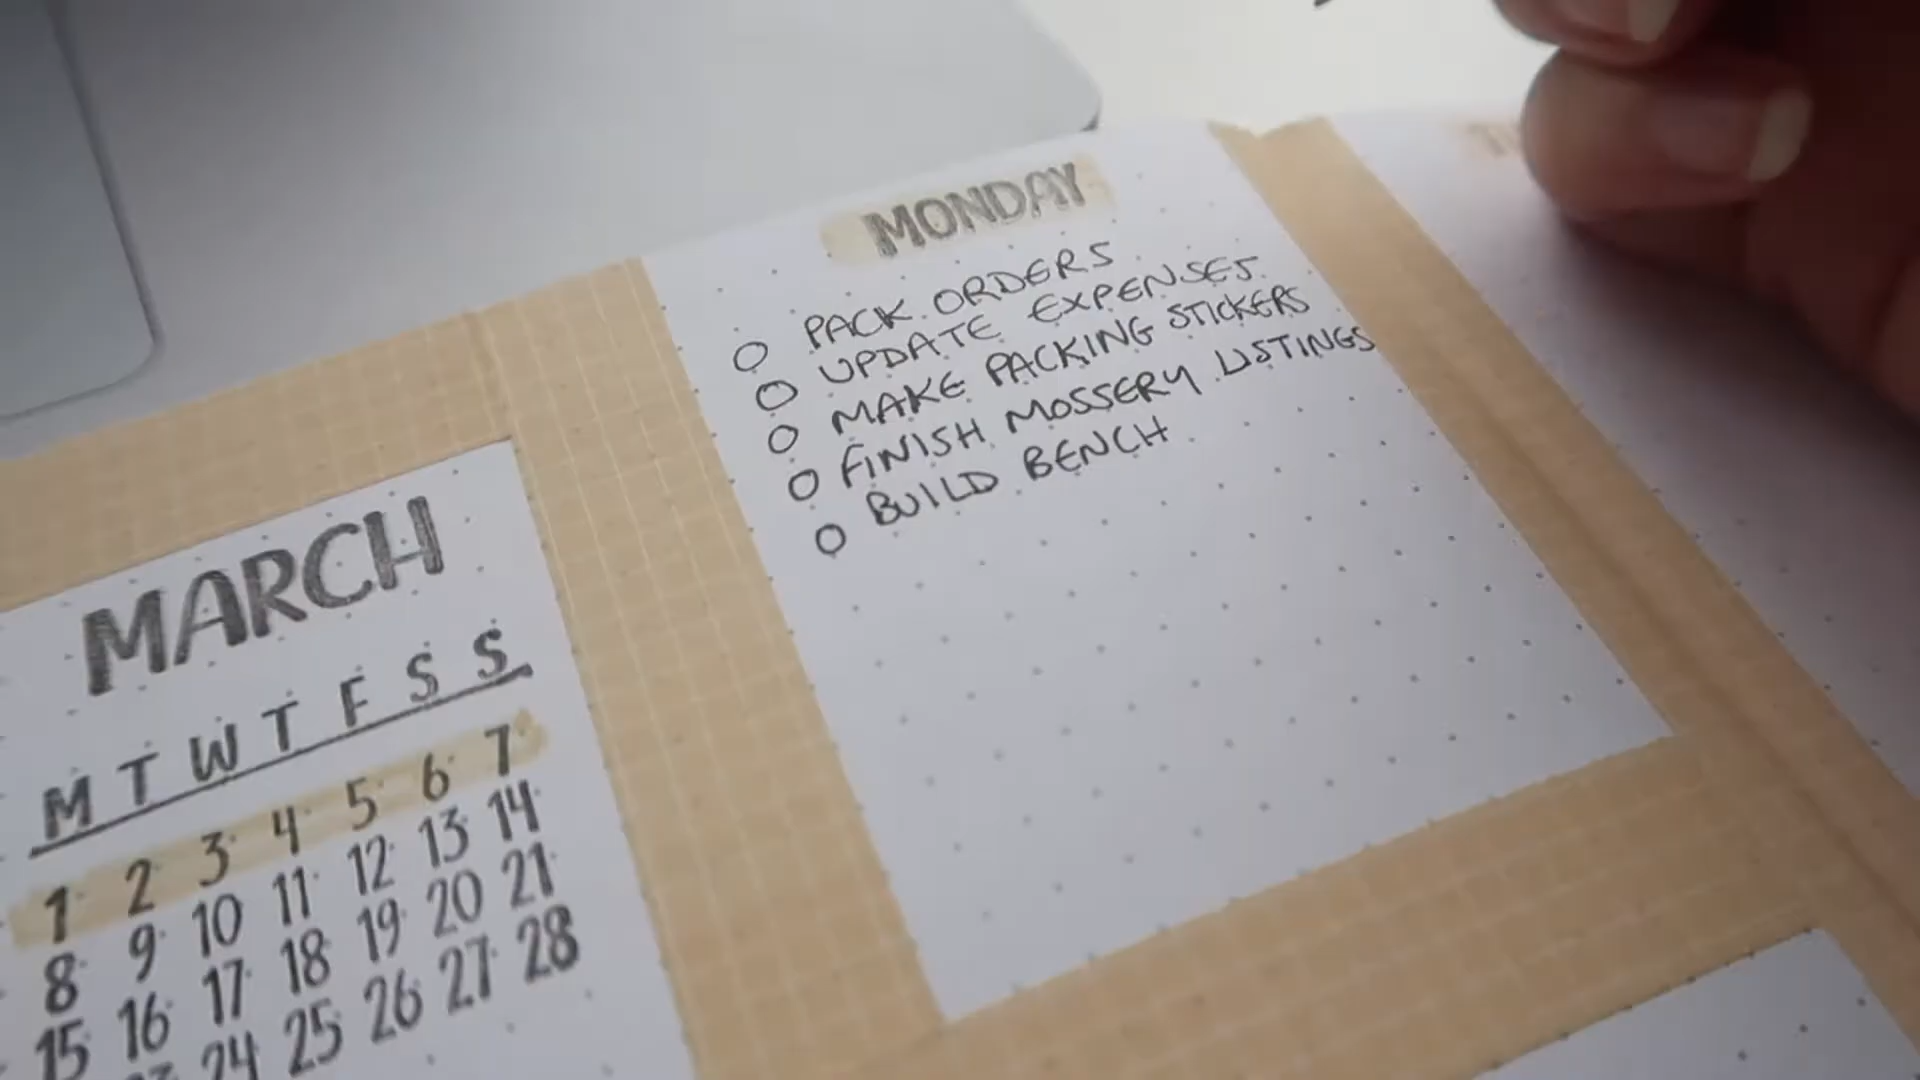 MONDAY
O PACK ORDERS
O UPDATE EXPENSES
O MAKE PACKING STICKERS
O FINISH MOSSERY LISTINGS
O BUILD BENCH
MARCH
M T W T F S S
1 2 3 4 5 6 7
8 9 10 11 12 13 14
15 16 17 18 19 20 21
24 25 26 27 28